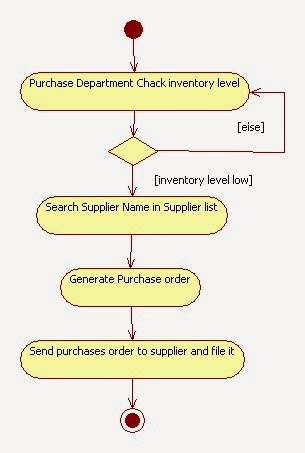 Purchase Department Chack inventory level
[eise]
[inventory level low]
Search Supplier Name in Supplier list
Generate Purchase order
Send purchases order to supplier and file it